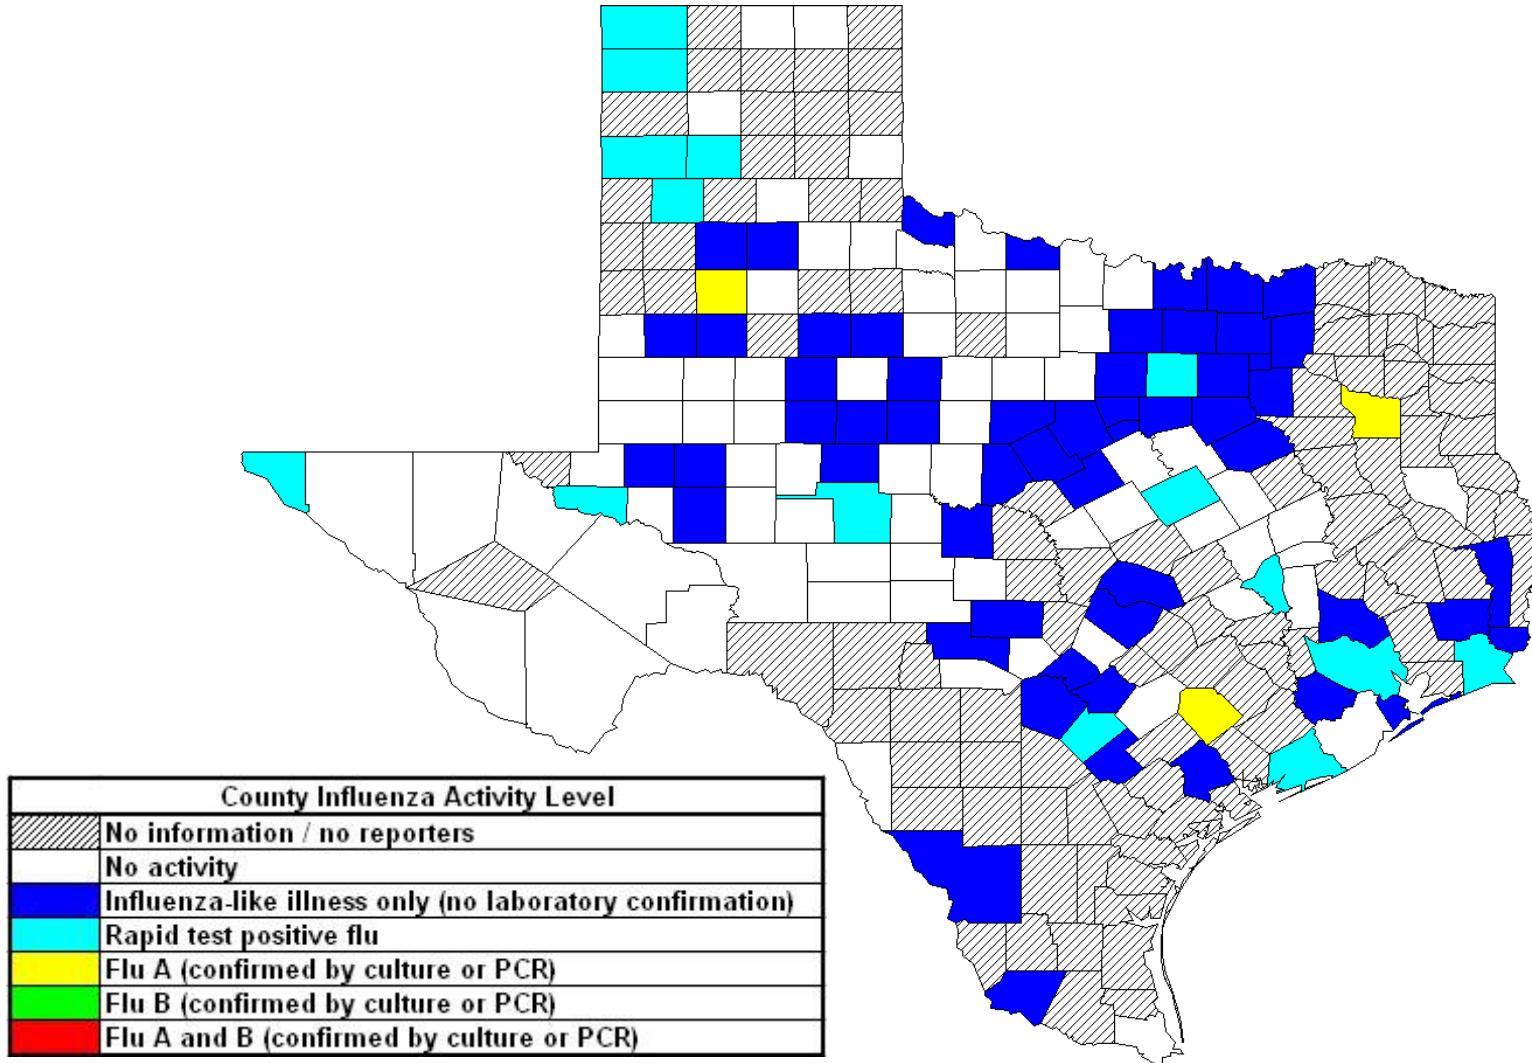 County Influenza Activity Level
No information / no reporters
No activity
Influenza-like illness only (no laboratory confirmation)
Rapid test positive flu
Flu A (confirmed by culture or PCR)
Flu B (confirmed by culture or PCR)
Flu A and B (confirmed by culture or PCR)